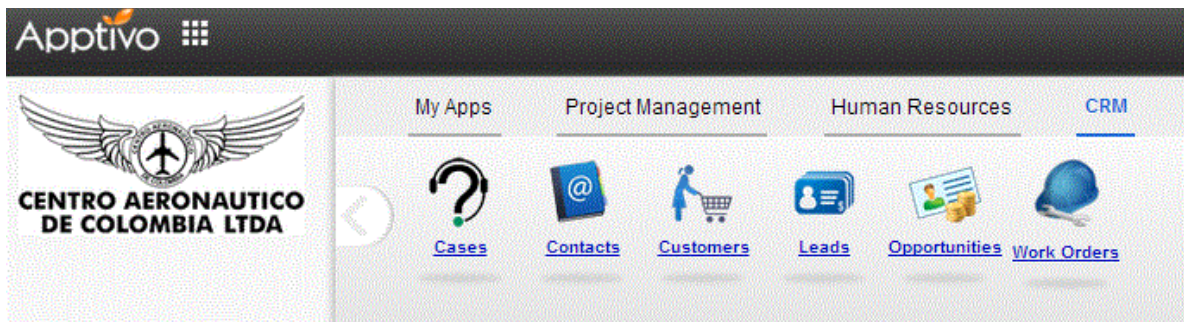 Apptivo
My Apps Project Management Human Resources CRM
CENTRO AERONAUTICO
DE COLOMBIA LTDA
Cases Contacts Customers Leads Opportunities Work Orders